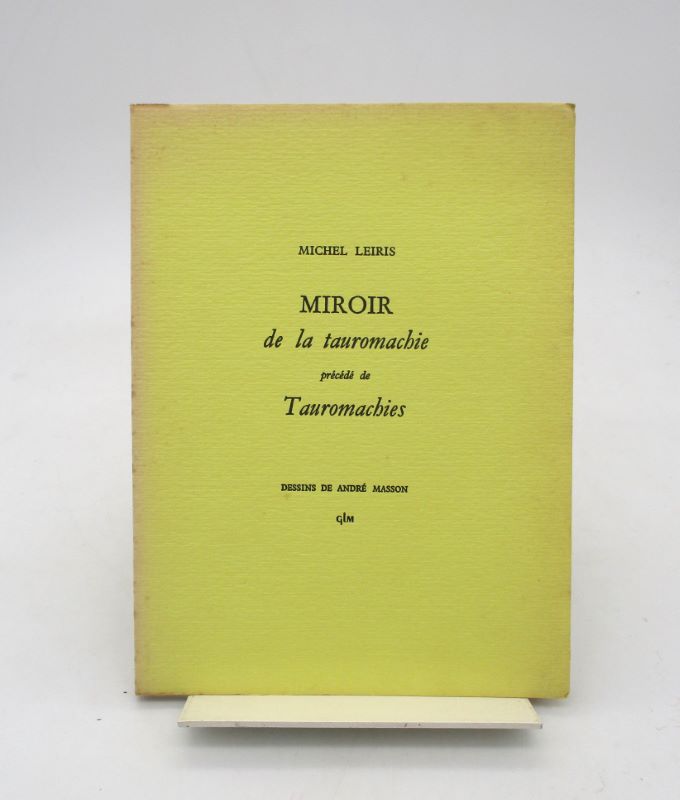 MICHEL LEIRIS
MIROIR
de la tauromachie
précédé de
Tauromachies
DESSINS DE ANDRÉ MASSON
GLM